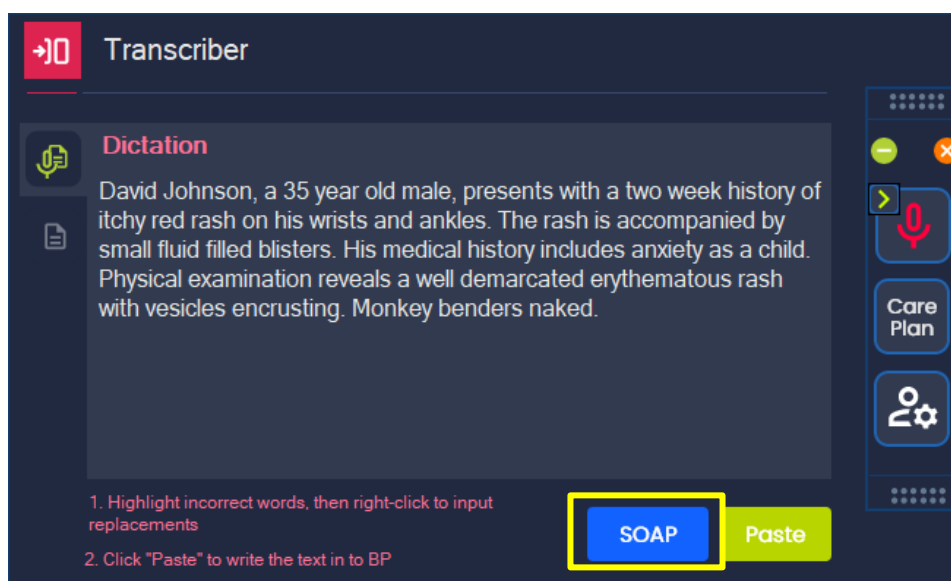 Transcriber
Dictation
David Johnson, a 35 year old male, presents with a two week history of
itchy red rash on his wrists and ankles. The rash is accompanied by
small fluid filled blisters. His medical history includes anxiety as a child.
Physical examination reveals a well demarcated erythematous rash
with vesicles encrusting. Monkey benders naked.
Care
Plan
1. Highlight incorrect words, then right-click to input
replacements
2. Click "Paste" to write the text in to BP
SOAP
Paste